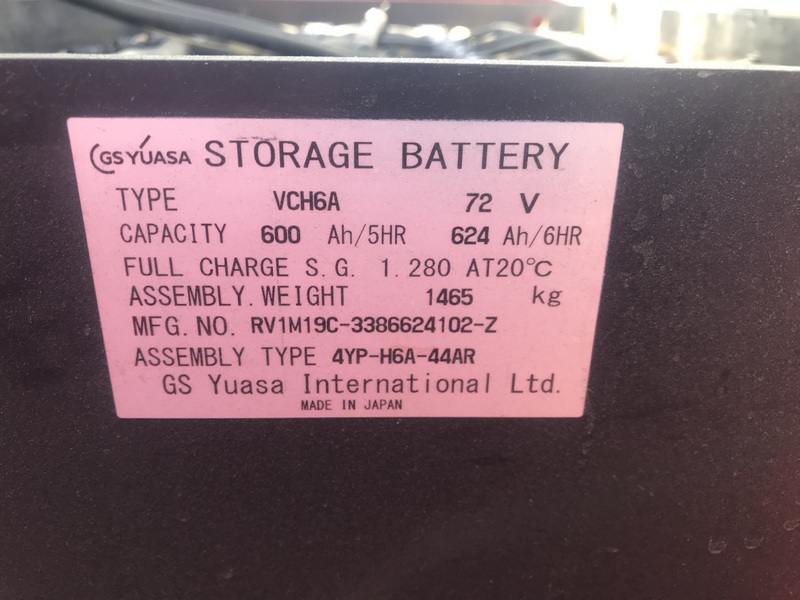 GS YUASA STORAGE BATTERY
TYPE VCH6A 72 V
CAPACITY 600 Ah/5HR 624 Ah/6HR
FULL CHARGE S.G. 1.280 AT20℃
ASSEMBLY.WEIGHT 1465 kg
MFG.NO. RV1M19C-3386624102-Z
ASSEMBLY TYPE 4YP-H6A-44AR
GS Yuasa International Ltd.
MADE IN JAPAN